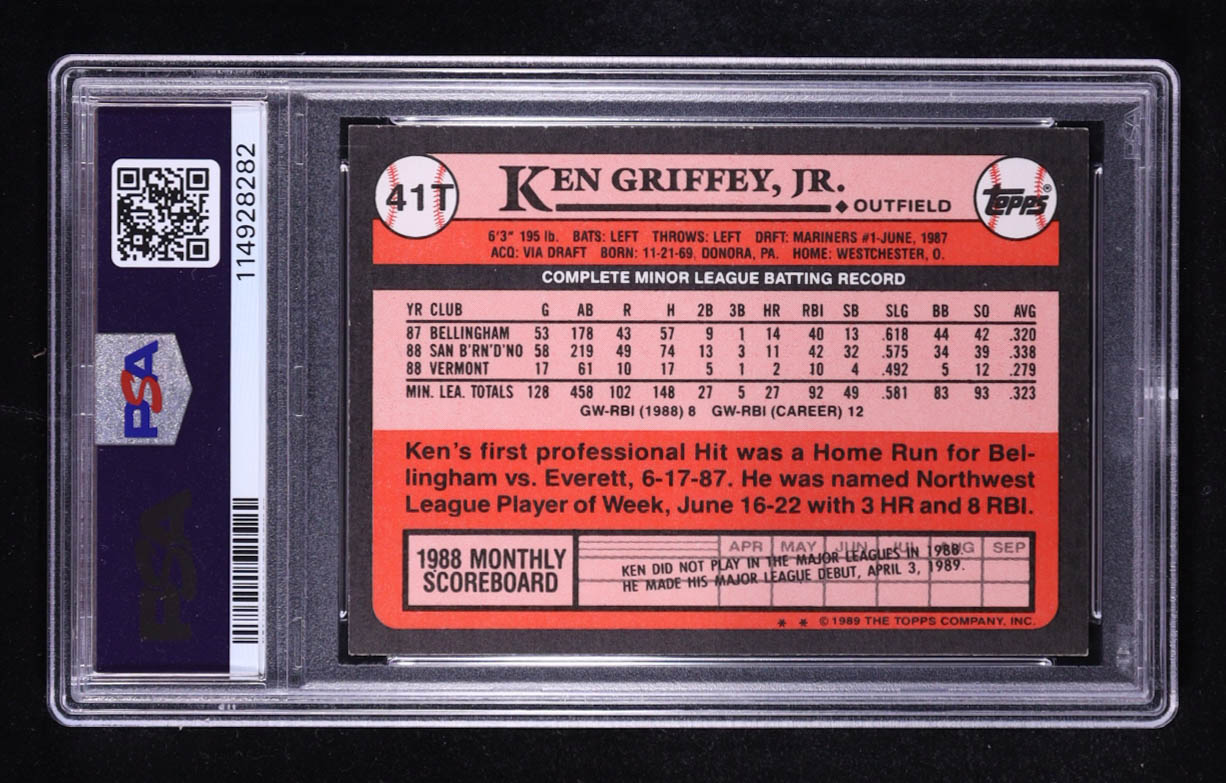 114928282
PSA
PSA
41T
KEN GRIFFEY, JR.
◆ OUTFIELD
Topps®
6'3" 195 lb. BATS: LEFT THROWS: LEFT DRFT: MARINERS #1-JUNE, 1987
ACQ: VIA DRAFT BORN: 11-21-69, DONORA, PA. HOME: WESTCHESTER, O.
COMPLETE MINOR LEAGUE BATTING RECORD
YR CLUB G AB R H 2B 3B HR RBI SB SLG BB SO AVG
87 BELLINGHAM 53 178 43 57 9 1 14 40 13 .618 44 42 .320
88 SAN B'RN'D'NO 58 219 49 74 13 3 11 42 32 .575 34 39 .338
88 VERMONT 17 61 10 17 5 1 2 10 4 .492 5 12 .279
MIN. LEA. TOTALS 128 458 102 148 27 5 27 92 49 .581 83 93 .323
GW-RBI (1988) 8 GW-RBI (CAREER) 12
Ken's first professional Hit was a Home Run for Bel-
lingham vs. Everett, 6-17-87. He was named Northwest
League Player of Week, June 16-22 with 3 HR and 8 RBI.
1988 MONTHLY
SCOREBOARD
APR MAY JUN JUL AUG SEP
KEN DID NOT PLAY IN THE MAJOR LEAGUES IN 1988.
HE MADE HIS MAJOR LEAGUE DEBUT, APRIL 3, 1989.
* * © 1989 THE TOPPS COMPANY, INC.